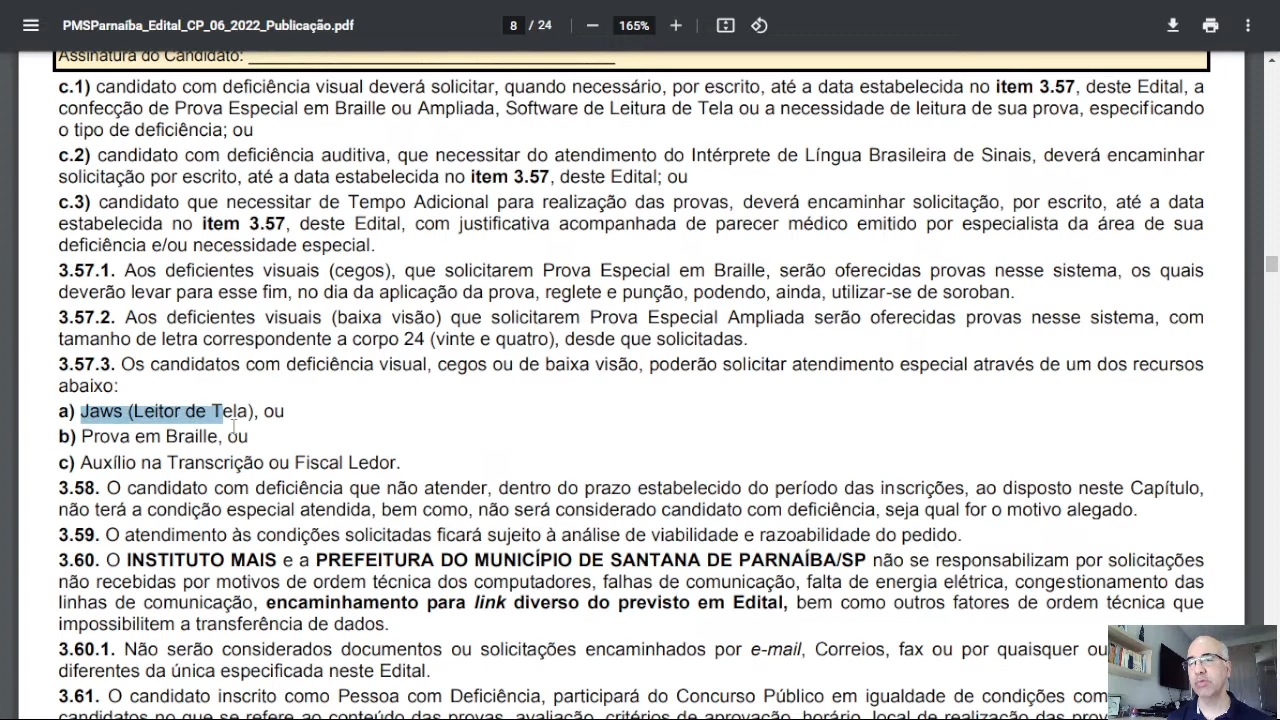 PMSParnaíba_Edital_CP_06_2022_Publicação.pdf
8 / 24
165%
Assinatura do Candidato:
c.1) candidato com deficiência visual deverá solicitar, quando necessário, por escrito, até a data estabelecida no item 3.57, deste Edital, a
confecção de Prova Especial em Braille ou Ampliada, Software de Leitura de Tela ou a necessidade de leitura de sua prova, especificando
o tipo de deficiência; ou
c.2) candidato com deficiência auditiva, que necessitar do atendimento do Intérprete de Língua Brasileira de Sinais, deverá encaminhar
solicitação por escrito, até a data estabelecida no item 3.57, deste Edital; ou
c.3) candidato que necessitar de Tempo Adicional para realização das provas, deverá encaminhar solicitação, por escrito, até a data
estabelecida no item 3.57, deste Edital, com justificativa acompanhada de parecer médico emitido por especialista da área de sua
deficiência e/ou necessidade especial.
3.57.1. Aos deficientes visuais (cegos), que solicitarem Prova Especial em Braille, serão oferecidas provas nesse sistema, os quais
deverão levar para esse fim, no dia da aplicação da prova, reglete e punção, podendo, ainda, utilizar-se de soroban.
3.57.2. Aos deficientes visuais (baixa visão) que solicitarem Prova Especial Ampliada serão oferecidas provas nesse sistema, com
tamanho de letra correspondente a corpo 24 (vinte e quatro), desde que solicitadas.
3.57.3. Os candidatos com deficiência visual, cegos ou de baixa visão, poderão solicitar atendimento especial através de um dos recursos
abaixo:
a) Jaws (Leitor de Tela), ou
b) Prova em Braille, ou
c) Auxílio na Transcrição ou Fiscal Ledor.
3.58. O candidato com deficiência que não atender, dentro do prazo estabelecido do período das inscrições, ao disposto neste Capítulo,
não terá a condição especial atendida, bem como, não será considerado candidato com deficiência, seja qual for o motivo alegado.
3.59. O atendimento às condições solicitadas ficará sujeito à análise de viabilidade e razoabilidade do pedido.
3.60. O INSTITUTO MAIS e a PREFEITURA DO MUNICÍPIO DE SANTANA DE PARNAÍBA/SP não se responsabilizam por solicitações
não recebidas por motivos de ordem técnica dos computadores, falhas de comunicação, falta de energia elétrica, congestionamento das
linhas de comunicação, encaminhamento para link diverso do previsto em Edital, bem como outros fatores de ordem técnica que
impossibilitem a transferência de dados.
3.60.1. Não serão considerados documentos ou solicitações encaminhados por e-mail, Correios, fax ou por quaisquer ou
diferentes da única especificada neste Edital.
3.61. O candidato inscrito como Pessoa com Deficiência, participará do Concurso Público em igualdade de condições com
candidatos no que se refere ao conteúdo das provas, avaliação, critérios de aprovação, horário, local de realização das pro